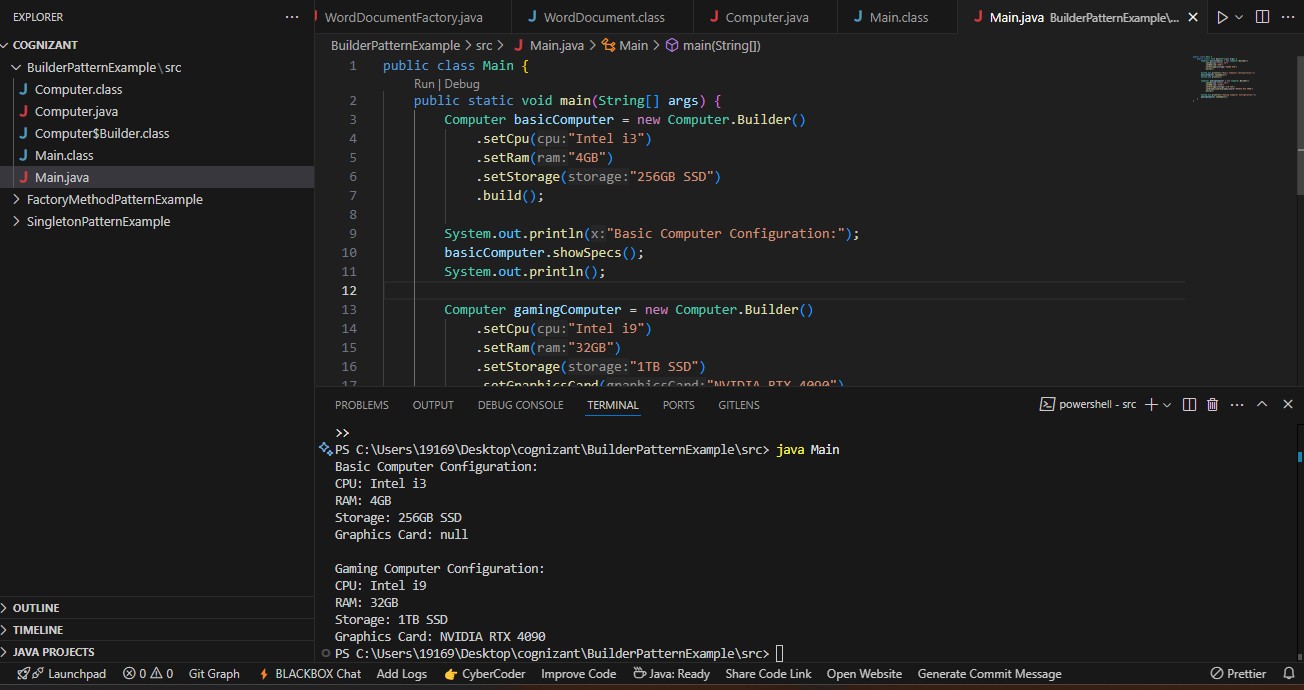 EXPLORER
COGNIZANT
BuilderPatternExample \ src
Computer.class
Computer.java
Computer$Builder.class
Main.class
Main.java
FactoryMethodPatternExample
SingletonPatternExample
OUTLINE
TIMELINE
JAVA PROJECTS
WordDocumentFactory.java
WordDocument.class
Computer.java
Main.class
Main.java BuilderPatternExample\...
BuilderPatternExample > src > Main.java > Main > main(String[])
1 public class Main {
Run | Debug
2 public static void main(String[] args) {
3 Computer basicComputer = new Computer.Builder()
4 .setCpu(cpu:"Intel i3")
5 .setRam(ram:"4GB")
6 .setStorage(storage:"256GB SSD")
7 .build();
8
9 System.out.println(x:"Basic Computer Configuration:");
10 basicComputer.showSpecs();
11 System.out.println();
12
13 Computer gamingComputer = new Computer.Builder()
14 .setCpu(cpu:"Intel i9")
15 .setRam(ram:"32GB")
16 .setStorage(storage:"1TB SSD")
17 .setGraphicsCard(graphicsCard:"NVIDIA RTX 4090")
PROBLEMS OUTPUT DEBUG CONSOLE TERMINAL PORTS GITLENS
powershell - src
>>
PS C:\Users\19169\Desktop\cognizant\BuilderPatternExample\src> java Main
Basic Computer Configuration:
CPU: Intel i3
RAM: 4GB
Storage: 256GB SSD
Graphics Card: null
Gaming Computer Configuration:
CPU: Intel i9
RAM: 32GB
Storage: 1TB SSD
Graphics Card: NVIDIA RTX 4090
PS C:\Users\19169\Desktop\cognizant\BuilderPatternExample\src>
Launchpad 0 0 Git Graph BLACKBOX Chat Add Logs CyberCoder Improve Code Java: Ready Share Code Link Open Website Generate Commit Message Prettier